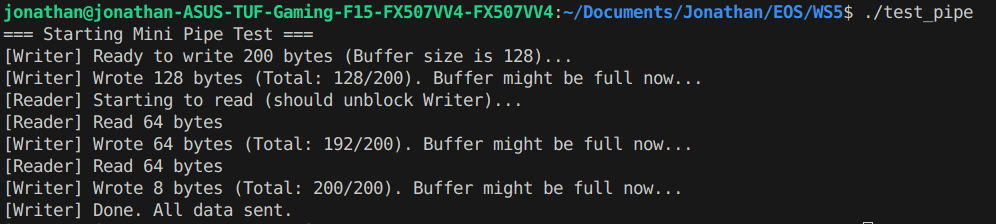 jonathan@jonathan-ASUS-TUF-Gaming-F15-FX507VV4-FX507VV4:~/Documents/Jonathan/EOS/WS5$ ./test_pipe
=== Starting Mini Pipe Test ===
[Writer] Ready to write 200 bytes (Buffer size is 128)...
[Writer] Wrote 128 bytes (Total: 128/200). Buffer might be full now...
[Reader] Starting to read (should unblock Writer)...
[Reader] Read 64 bytes
[Writer] Wrote 64 bytes (Total: 192/200). Buffer might be full now...
[Reader] Read 64 bytes
[Writer] Wrote 8 bytes (Total: 200/200). Buffer might be full now...
[Writer] Done. All data sent.